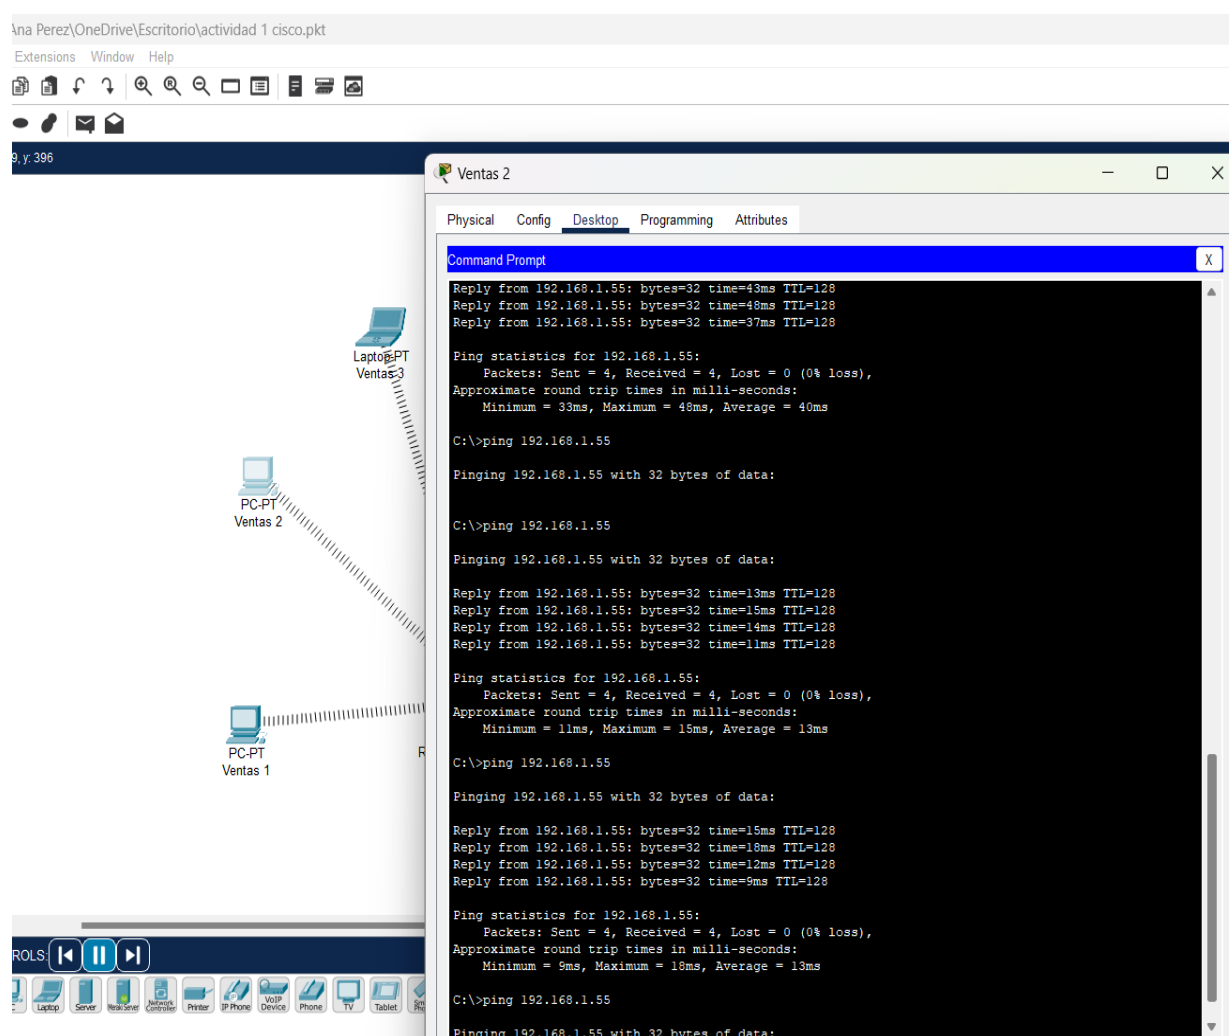 Ana Perez\OneDrive\Escritorio\actividad 1 cisco.pkt
Extensions Window Help
9, y: 396
Ventas 2
Physical Config Desktop Programming Attributes
Command Prompt X
Reply from 192.168.1.55: bytes=32 time=43ms TTL=128
Reply from 192.168.1.55: bytes=32 time=48ms TTL=128
Reply from 192.168.1.55: bytes=32 time=37ms TTL=128
Ping statistics for 192.168.1.55:
Packets: Sent = 4, Received = 4, Lost = 0 (0% loss),
Approximate round trip times in milli-seconds:
Minimum = 33ms, Maximum = 48ms, Average = 40ms
C:\>ping 192.168.1.55
Pinging 192.168.1.55 with 32 bytes of data:
C:\>ping 192.168.1.55
Pinging 192.168.1.55 with 32 bytes of data:
Reply from 192.168.1.55: bytes=32 time=13ms TTL=128
Reply from 192.168.1.55: bytes=32 time=15ms TTL=128
Reply from 192.168.1.55: bytes=32 time=14ms TTL=128
Reply from 192.168.1.55: bytes=32 time=11ms TTL=128
Ping statistics for 192.168.1.55:
Packets: Sent = 4, Received = 4, Lost = 0 (0% loss),
Approximate round trip times in milli-seconds:
Minimum = 11ms, Maximum = 15ms, Average = 13ms
C:\>ping 192.168.1.55
Pinging 192.168.1.55 with 32 bytes of data:
Reply from 192.168.1.55: bytes=32 time=15ms TTL=128
Reply from 192.168.1.55: bytes=32 time=18ms TTL=128
Reply from 192.168.1.55: bytes=32 time=12ms TTL=128
Reply from 192.168.1.55: bytes=32 time=9ms TTL=128
Ping statistics for 192.168.1.55:
Packets: Sent = 4, Received = 4, Lost = 0 (0% loss),
Approximate round trip times in milli-seconds:
Minimum = 9ms, Maximum = 18ms, Average = 13ms
C:\>ping 192.168.1.55
Pinging 192.168.1.55 with 32 bytes of data:
Laptop-PT
Ventas 3
PC-PT
Ventas 2
PC-PT
Ventas 1
R
ROLS:
Laptop Server Meraki Server Network Controller Printer IP Phone VoIP Device Phone TV Tablet